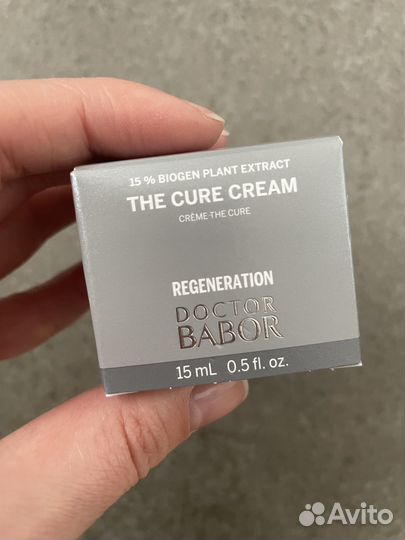 15 % BIOGEN PLANT EXTRACT
THE CURE CREAM
CRÈME THE CURE
REGENERATION
DOCTOR
BABOR
15 mL 0.5 fl. oz.
Avito